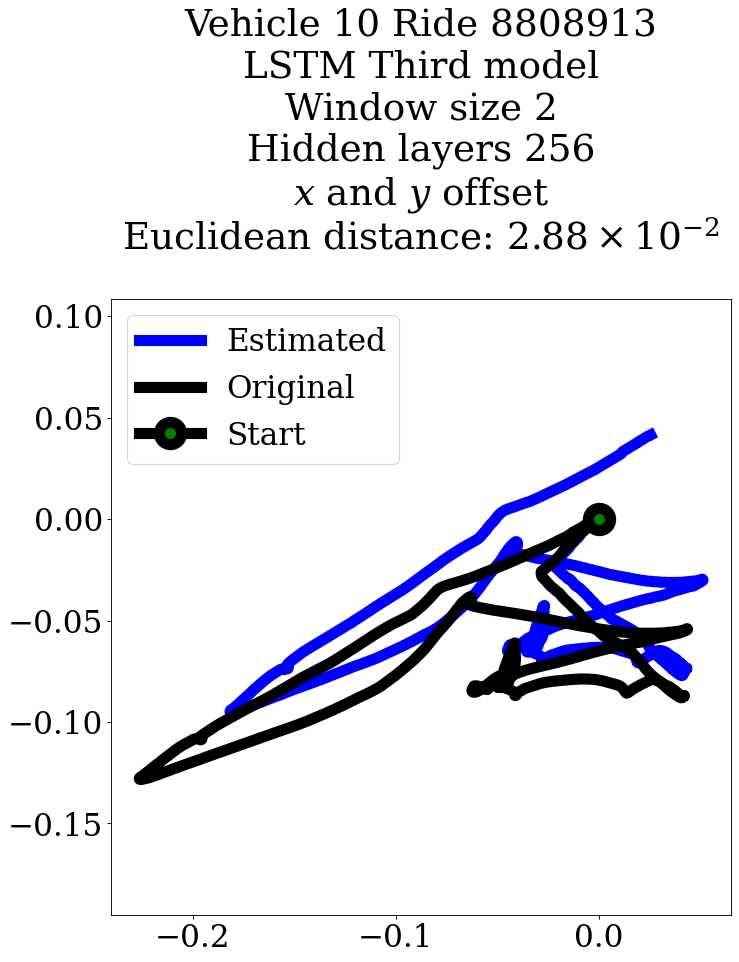 Vehicle 10 Ride 8808913
LSTM Third model
Window size 2
Hidden layers 256
x and y offset
Euclidean distance: 2.88 × 10⁻²
Estimated
Original
Start
0.10
0.05
0.00
−0.05
−0.10
−0.15
−0.2
−0.1
0.0